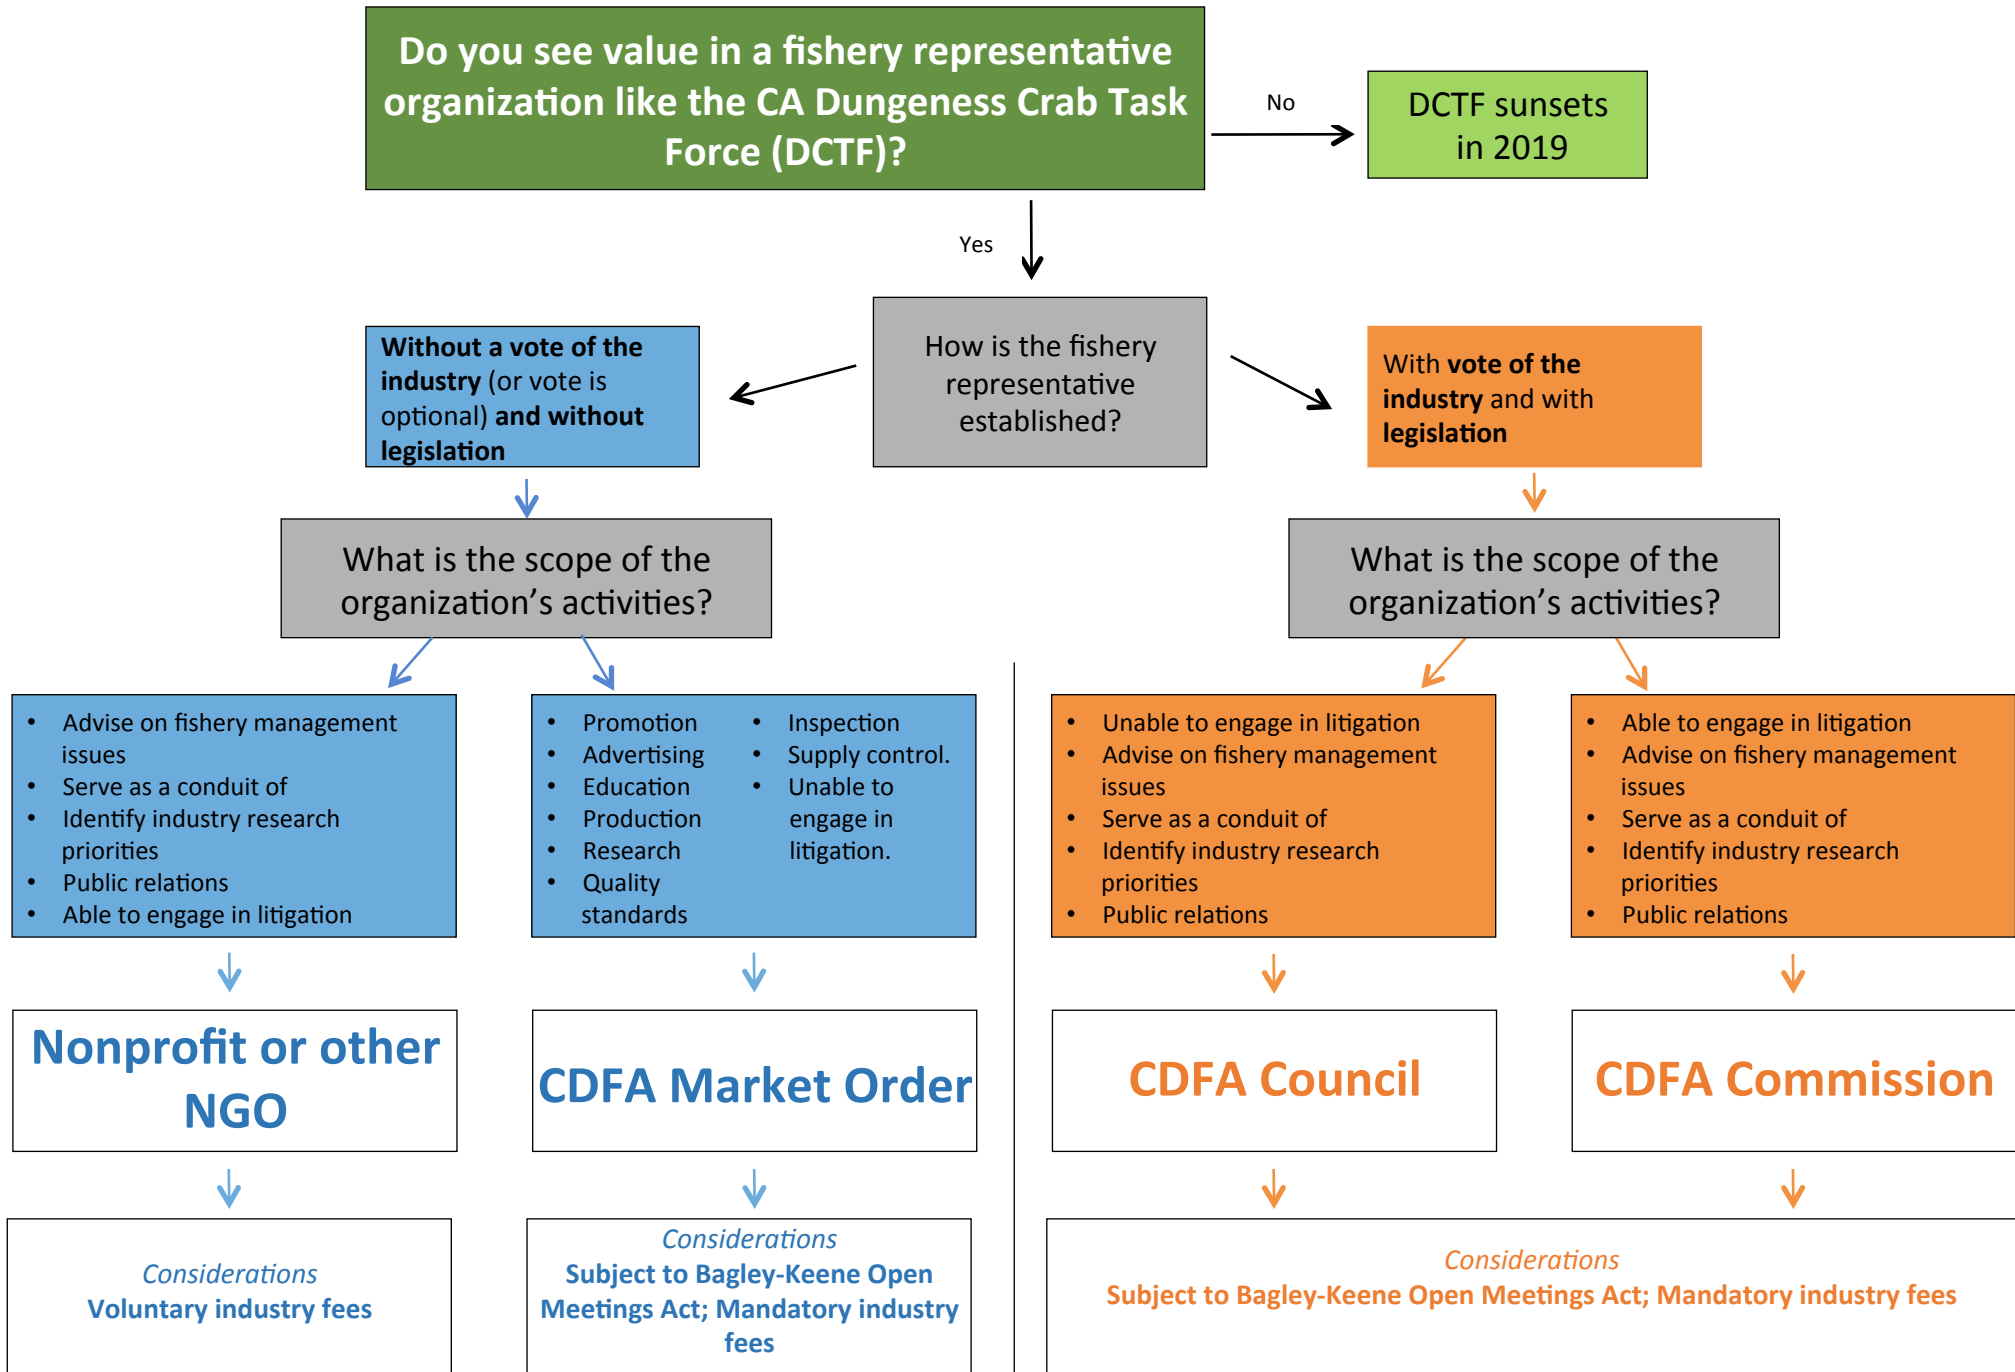 Do you see value in a fishery representative
organization like the CA Dungeness Crab Task
Force (DCTF)?
No
DCTF sunsets
in 2019
Yes
Without a vote of the
industry (or vote is
optional) and without
legislation
How is the fishery
representative
established?
With vote of the
industry and with
legislation
What is the scope of the
organization’s activities?
What is the scope of the
organization’s activities?
• Advise on fishery management
issues
• Serve as a conduit of
• Identify industry research
priorities
• Public relations
• Able to engage in litigation
• Promotion
• Advertising
• Education
• Production
• Research
• Quality
standards
• Inspection
• Supply control.
• Unable to
engage in
litigation.
• Unable to engage in litigation
• Advise on fishery management
issues
• Serve as a conduit of
• Identify industry research
priorities
• Public relations
• Able to engage in litigation
• Advise on fishery management
issues
• Serve as a conduit of
• Identify industry research
priorities
• Public relations
Nonprofit or other
NGO
CDFA Market Order
CDFA Council
CDFA Commission
Considerations
Voluntary industry fees
Considerations
Subject to Bagley-Keene Open
Meetings Act; Mandatory industry
fees
Considerations
Subject to Bagley-Keene Open Meetings Act; Mandatory industry fees